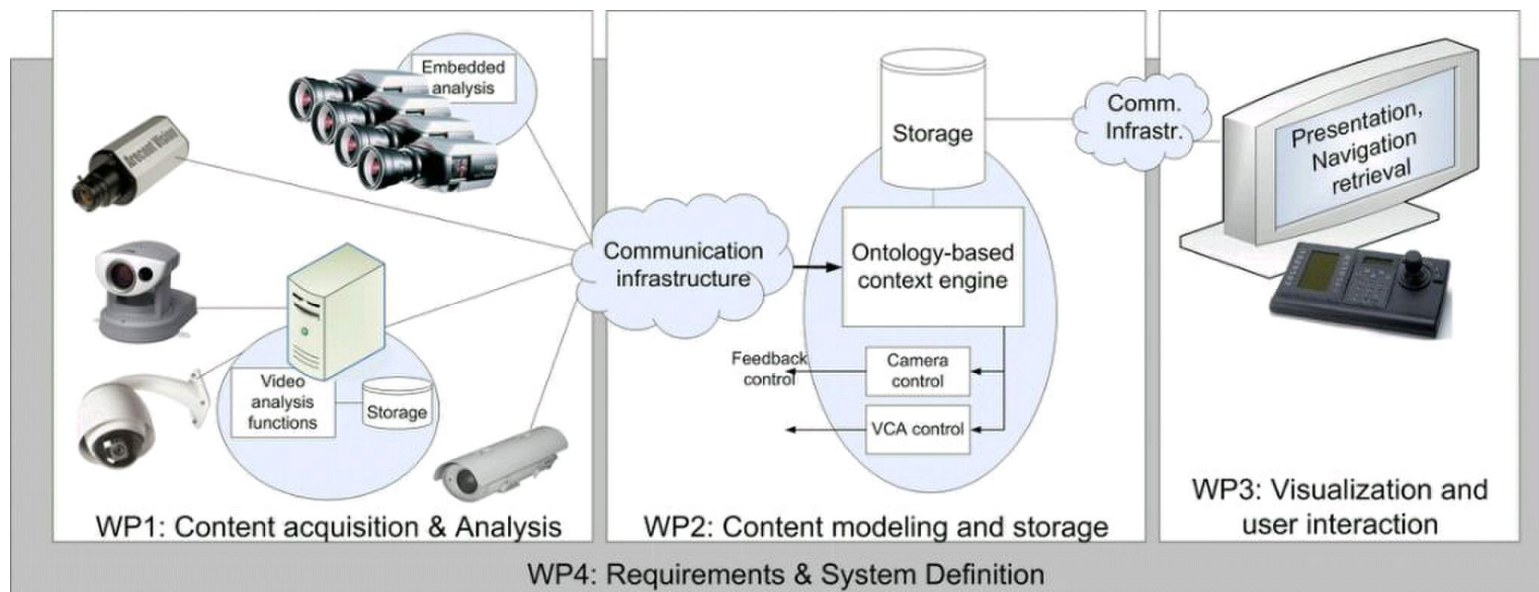 Embedded
analysis
Arecont Vision
Video
analysis
functions
Storage
WP1: Content acquisition & Analysis
Communication
infrastructure
Storage
Ontology-based
context engine
Feedback
control
Camera
control
VCA control
WP2: Content modeling and storage
Comm.
Infrastr.
Presentation,
Navigation
retrieval
WP3: Visualization and
user interaction
WP4: Requirements & System Definition